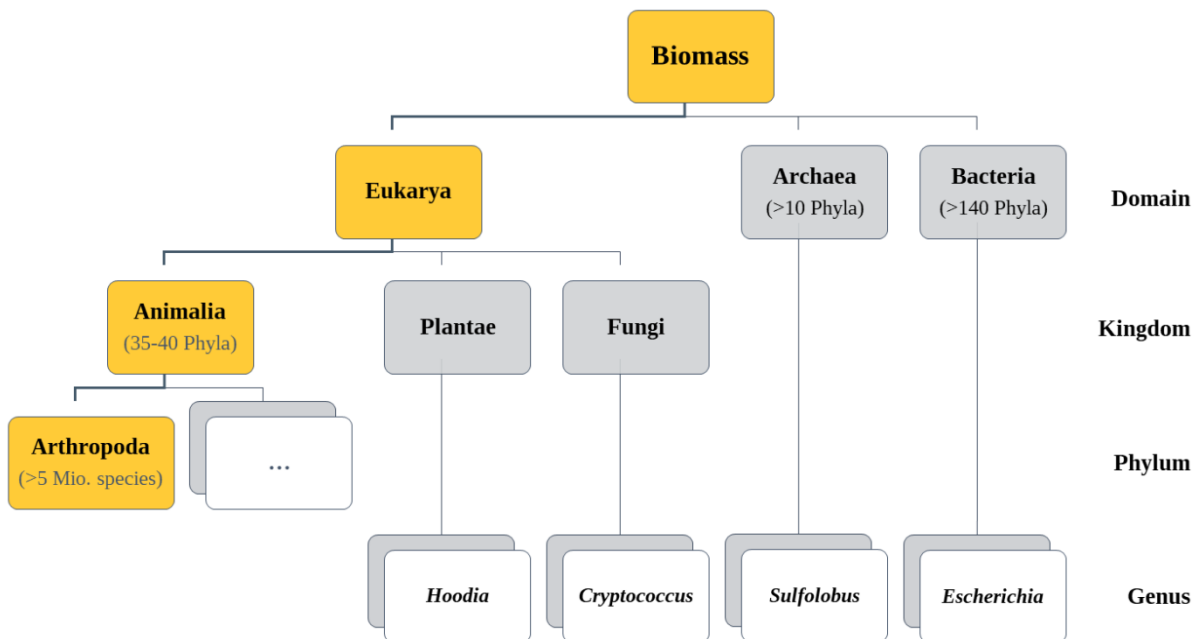 Biomass
Eukarya
Archaea
(>10 Phyla)
Bacteria
(>140 Phyla)
Domain
Animalia
(35-40 Phyla)
Plantae
Fungi
Kingdom
Arthropoda
(>5 Mio. species)
...
Phylum
Hoodia
Cryptococcus
Sulfolobus
Escherichia
Genus